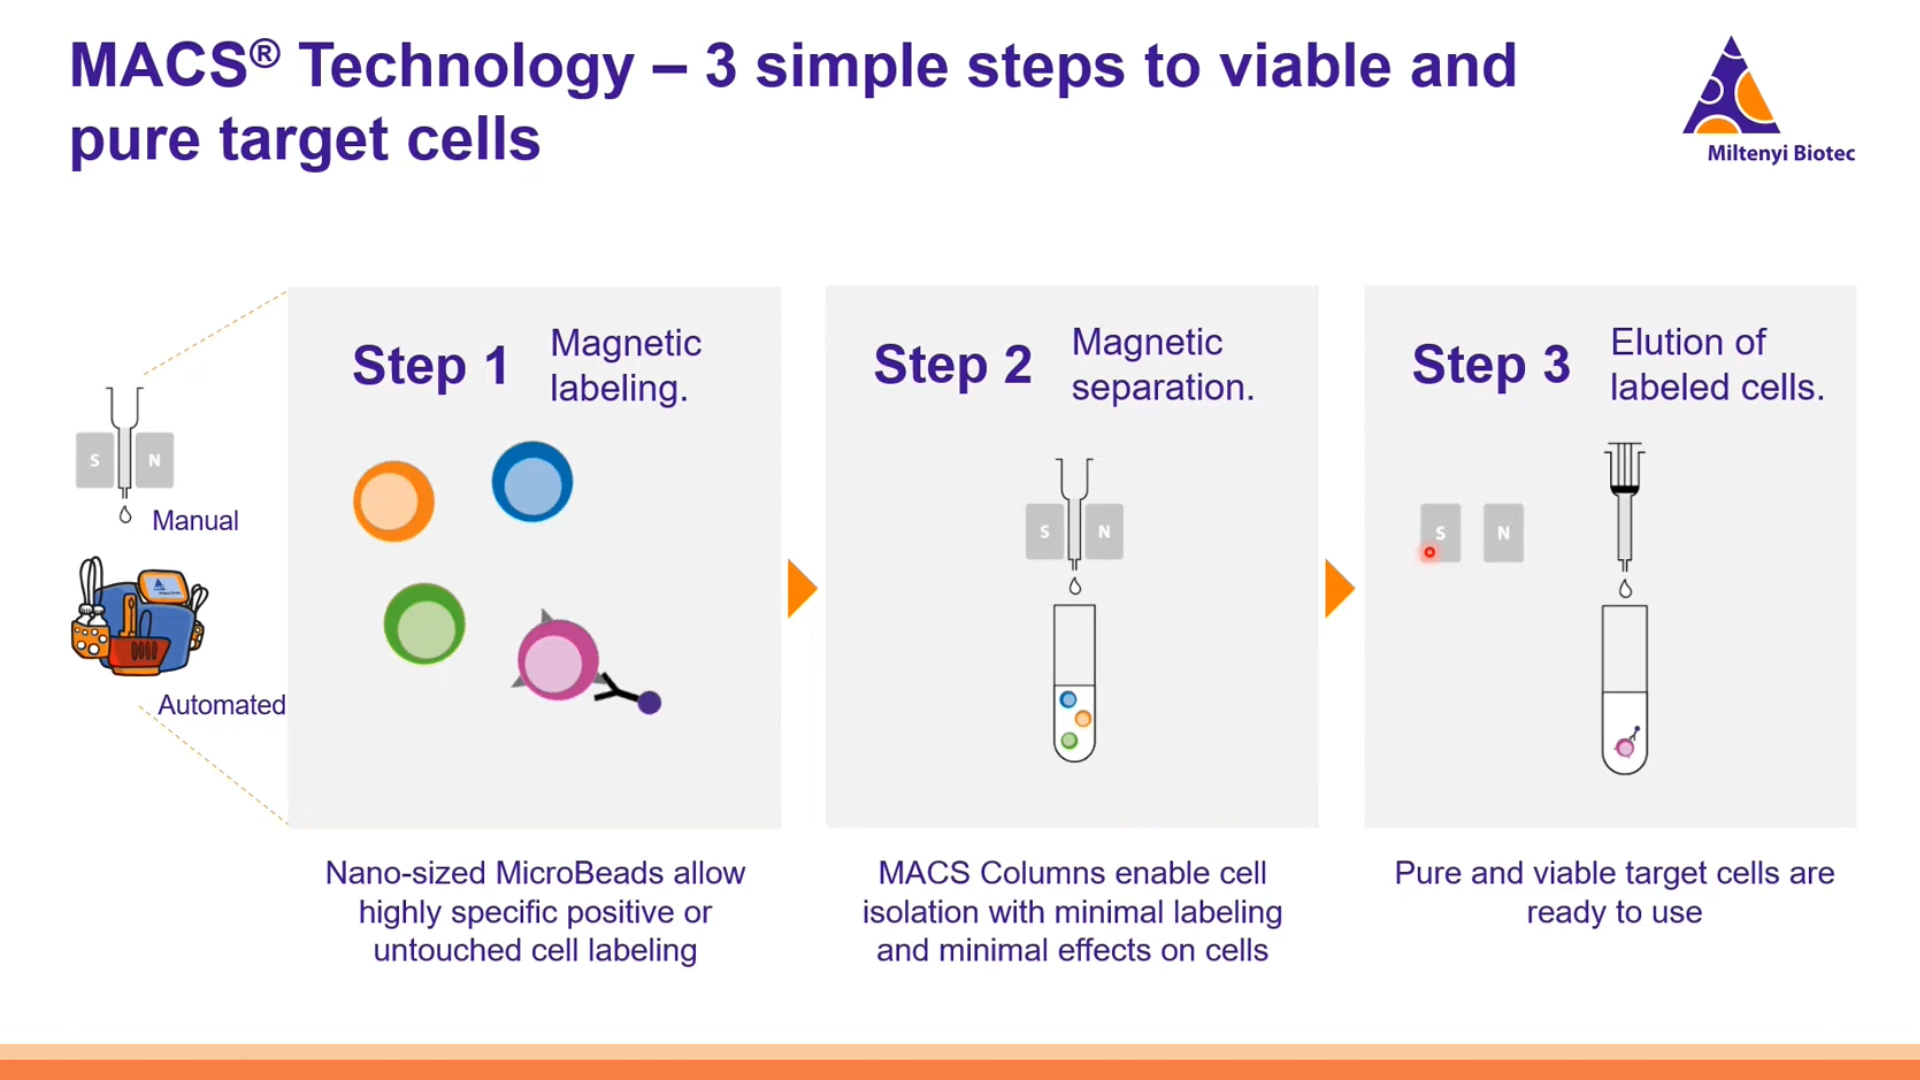 MACS® Technology – 3 simple steps to viable and
pure target cells
Miltenyi Biotec
S N
Manual
Automated
Step 1
Magnetic
labeling.
Nano-sized MicroBeads allow
highly specific positive or
untouched cell labeling
Step 2
Magnetic
separation.
S N
MACS Columns enable cell
isolation with minimal labeling
and minimal effects on cells
Step 3
Elution of
labeled cells.
S N
Pure and viable target cells are
ready to use